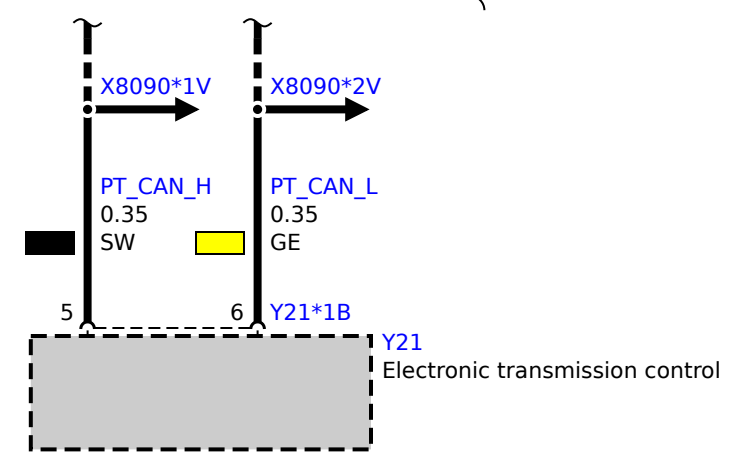 X8090*1V
X8090*2V
PT_CAN_H
0.35
SW
PT_CAN_L
0.35
GE
5
6
Y21*1B
Y21
Electronic transmission control